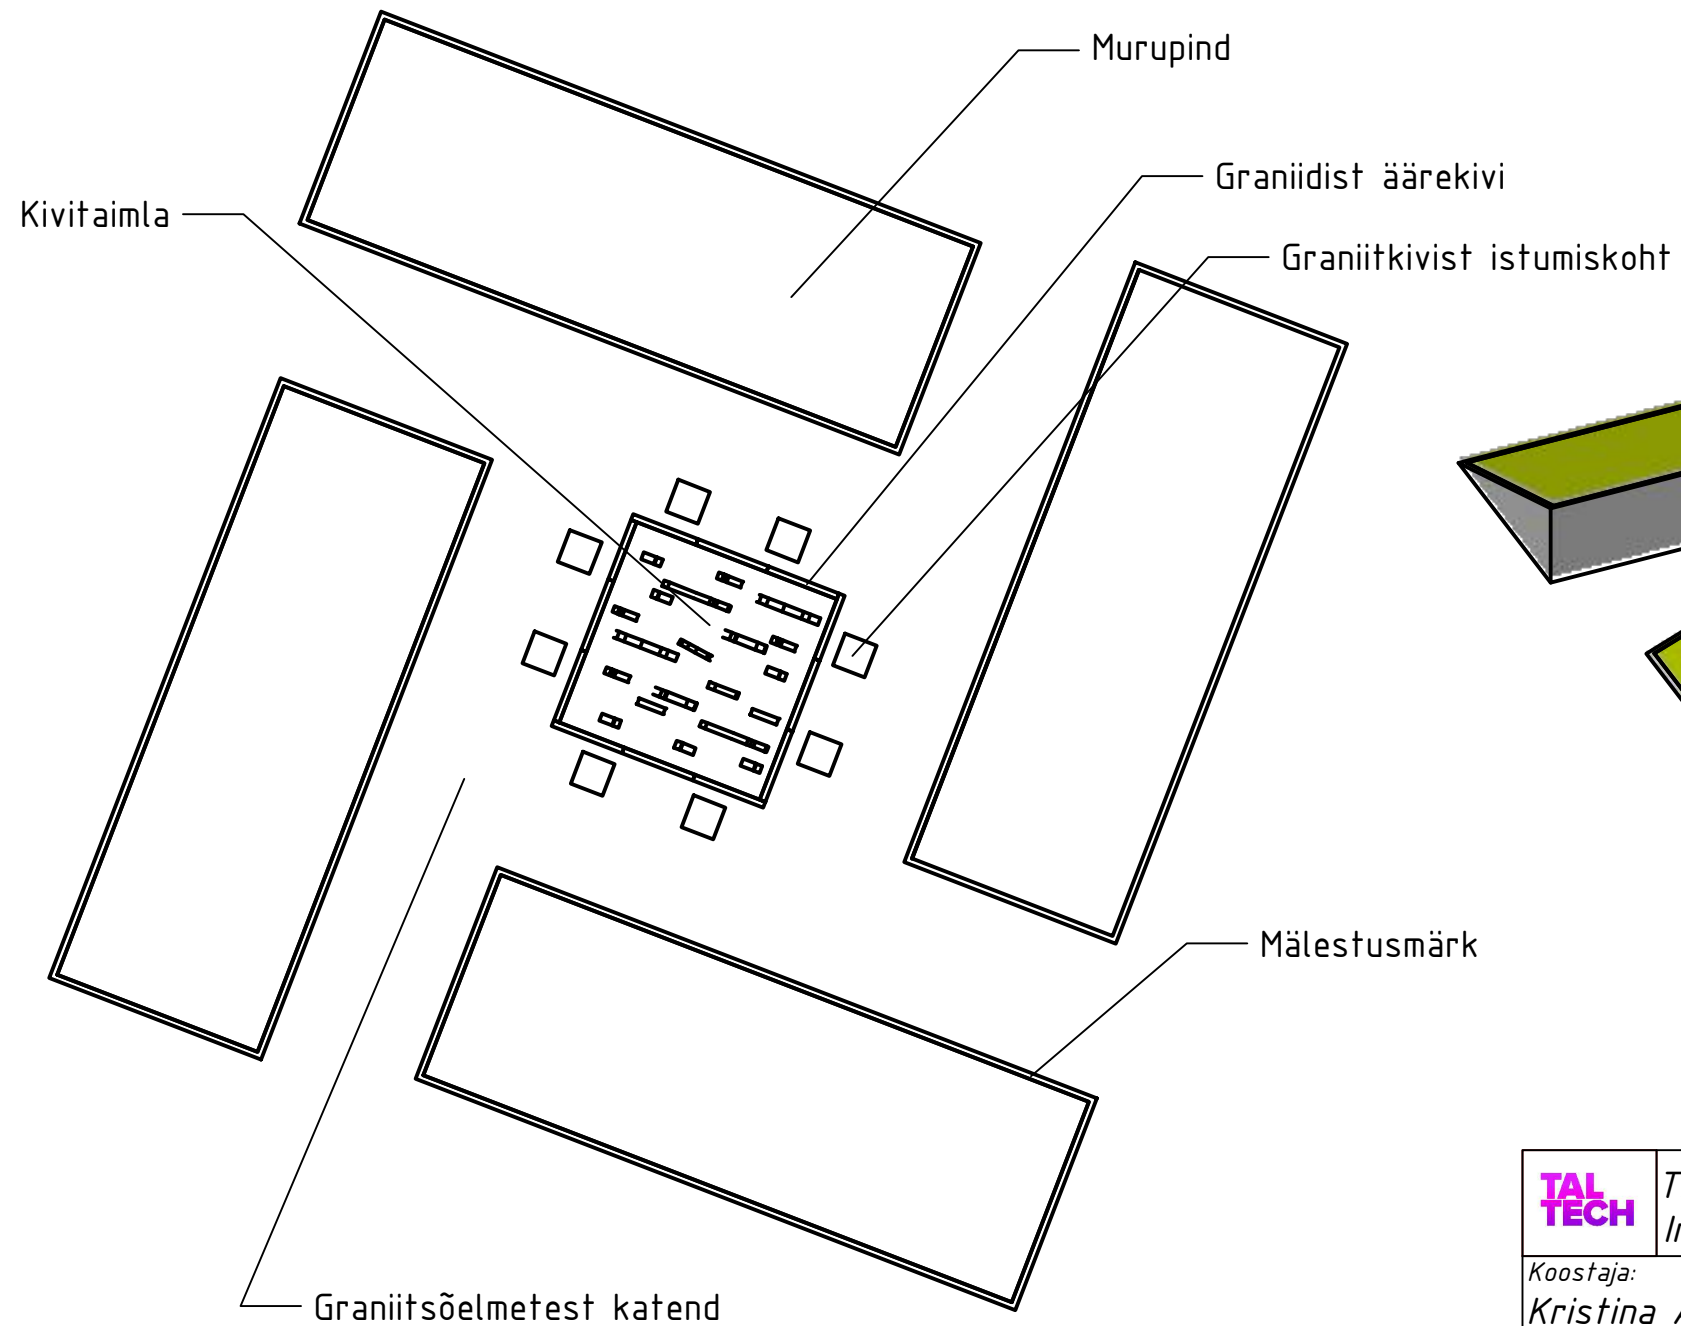 Murupind
Graniidist äärekivi
Kivitaimla
Graniitkivist istumiskoht
Mälestusmärk
Graniitsõelmetest katend
TAL
TECH
Koostaja:
Kristina